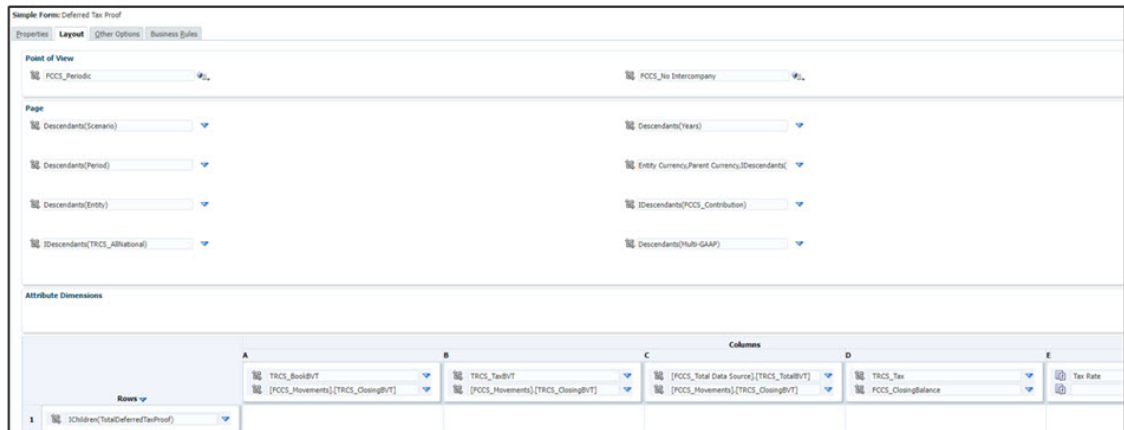 Simple Form: Deferred Tax Proof
Properties Layout Other Options Business Rules
Point of View
FCCS_Periodic FCCS_No Intercompany
Page
Descendants(Scenario) Descendants(Years)
Descendants(Period) Entity Currency,Parent Currency,IDescendants(
Descendants(Entity) IDescendants(FCCS_Contribution)
IDescendants(TRCS_AllNational) Descendants(Multi-GAAP)
Attribute Dimensions
Columns
A B C D E
TRCS_BookBVT TRCS_TaxBVT [FCCS_Total Data Source].[TRCS_TotalBVT] TRCS_Tax Tax Rate
[FCCS_Movements].[TRCS_ClosingBVT] [FCCS_Movements].[TRCS_ClosingBVT] [FCCS_Movements].[TRCS_ClosingBVT] FCCS_ClosingBalance
Rows
1 IChildren(TotalDeferredTaxProof)